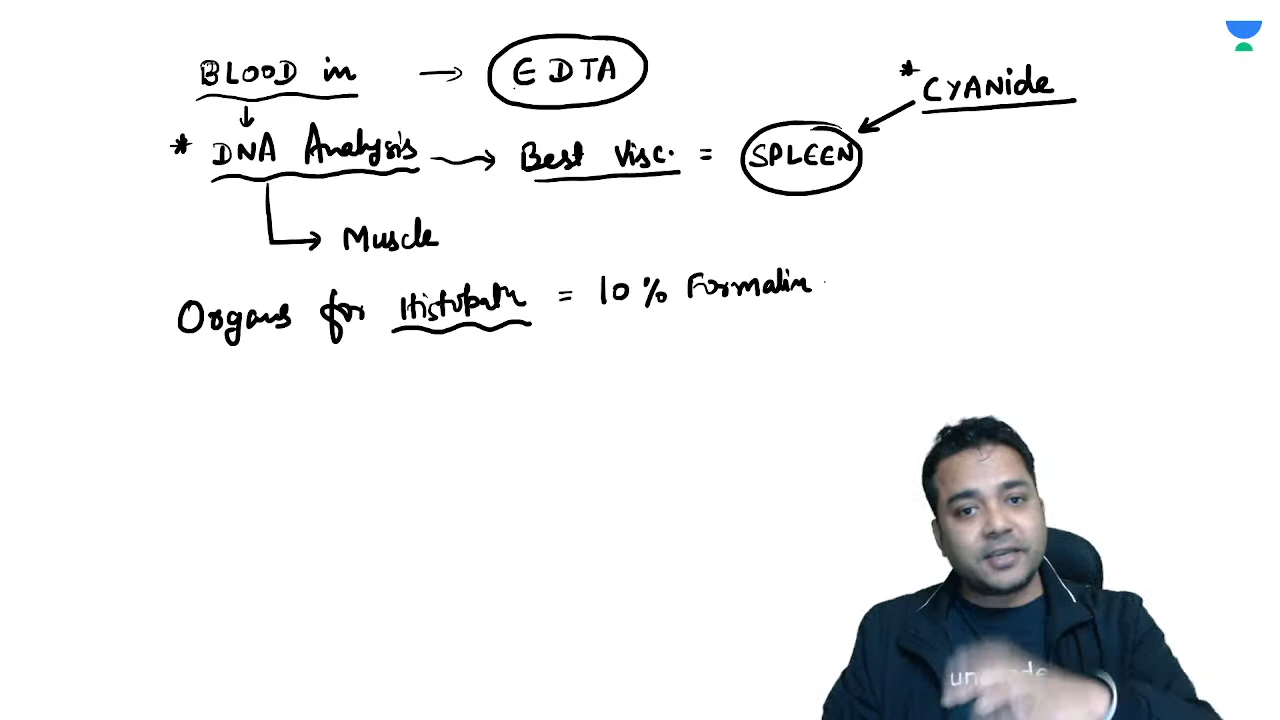 BLOOD in → EDTA
* CYANide
↓
* DNA Analysis → Best Visc. = SPLEEN
Muscle
Organs for Histopath = 10% Formalin